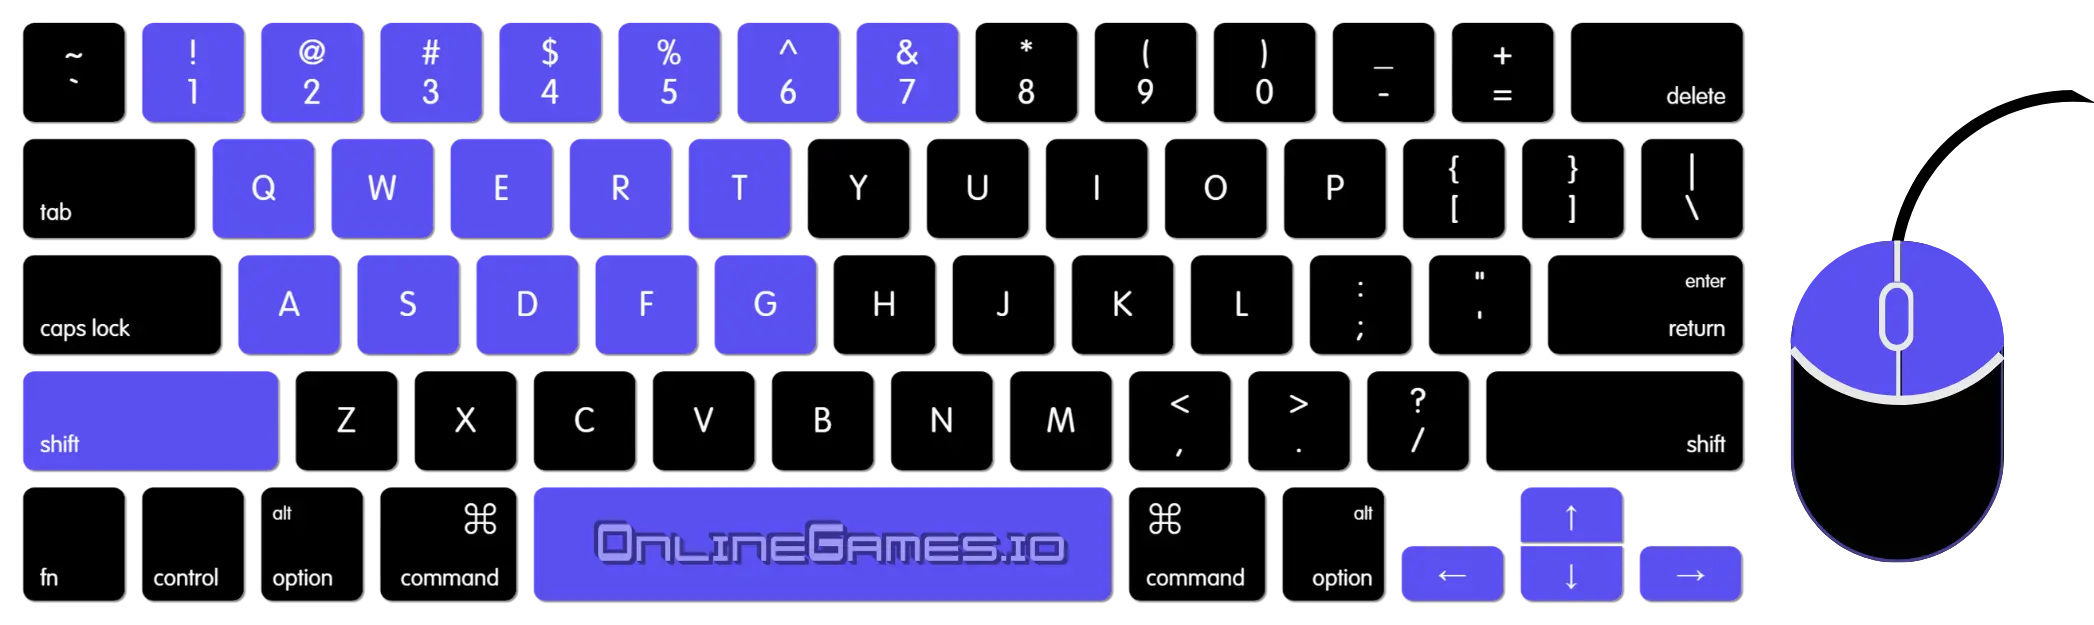 ~ ! @ # $ % ^ & * ( ) _ +
` 1 2 3 4 5 6 7 8 9 0 - = delete
tab Q W E R T Y U I O P { [ } ] | \
caps lock A S D F G H J K L : ; " ' enter return
shift Z X C V B N M < , > . ? / shift
fn control alt option ⌘ command OnlineGames.io ⌘ command alt option ← ↑ ↓ →